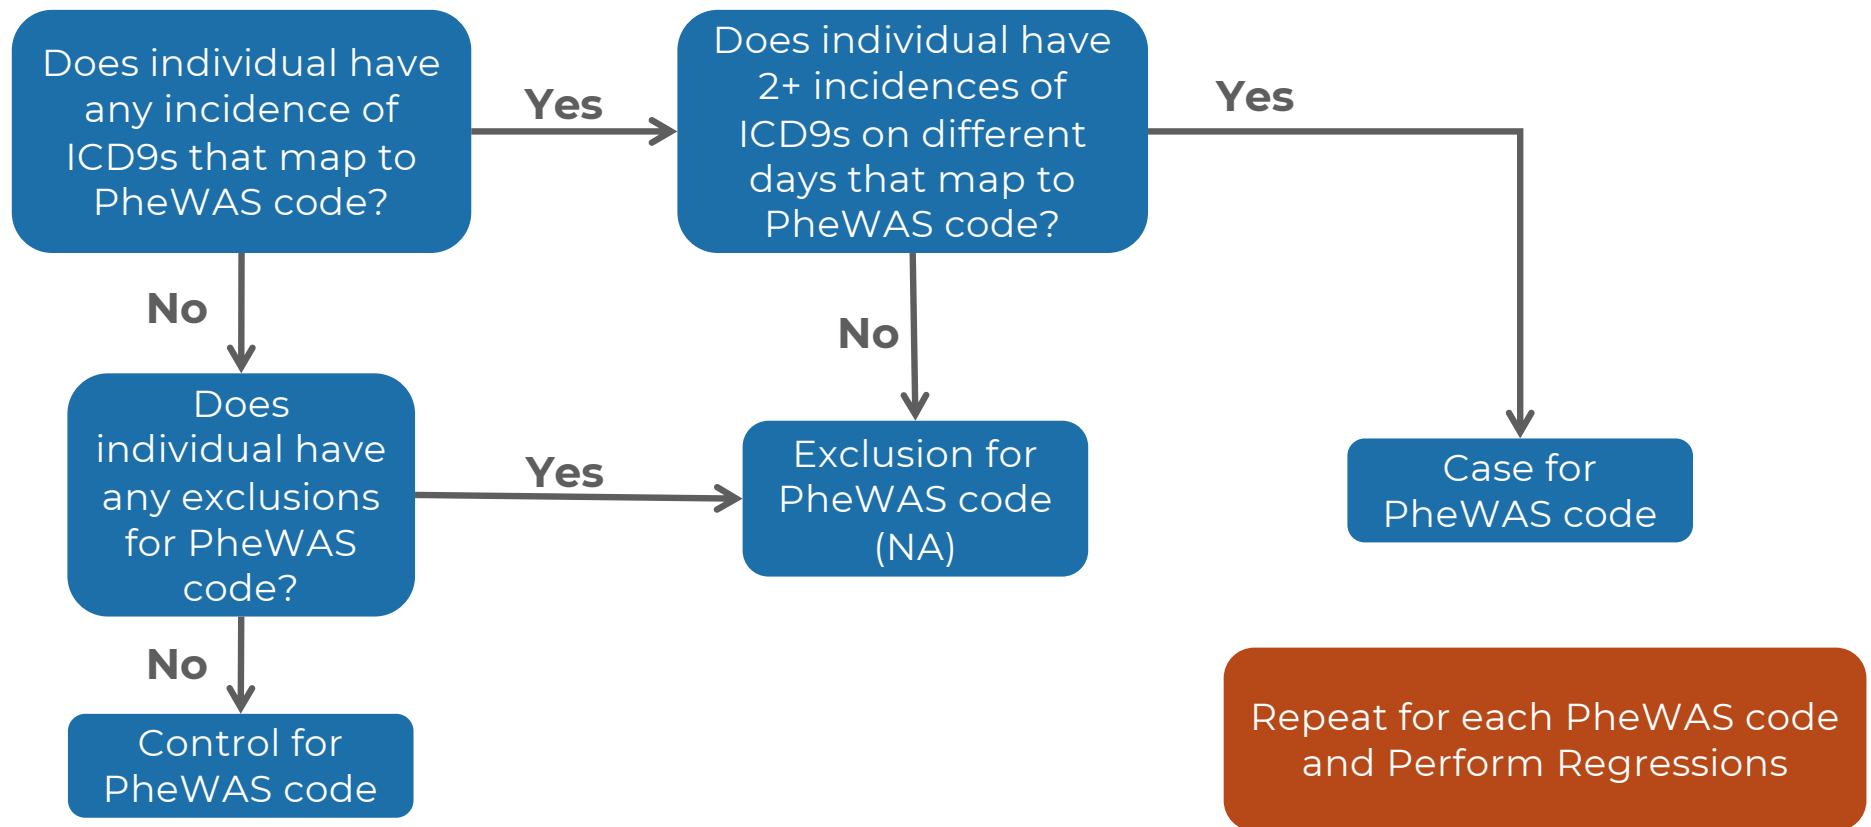 Does individual have
any incidence of
ICD9s that map to
PheWAS code?
Yes
Does individual have
2+ incidences of
ICD9s on different
days that map to
PheWAS code?
Yes
No
No
Does
individual have
any exclusions
for PheWAS
code?
Yes
Exclusion for
PheWAS code
(NA)
Case for
PheWAS code
No
Control for
PheWAS code
Repeat for each PheWAS code
and Perform Regressions